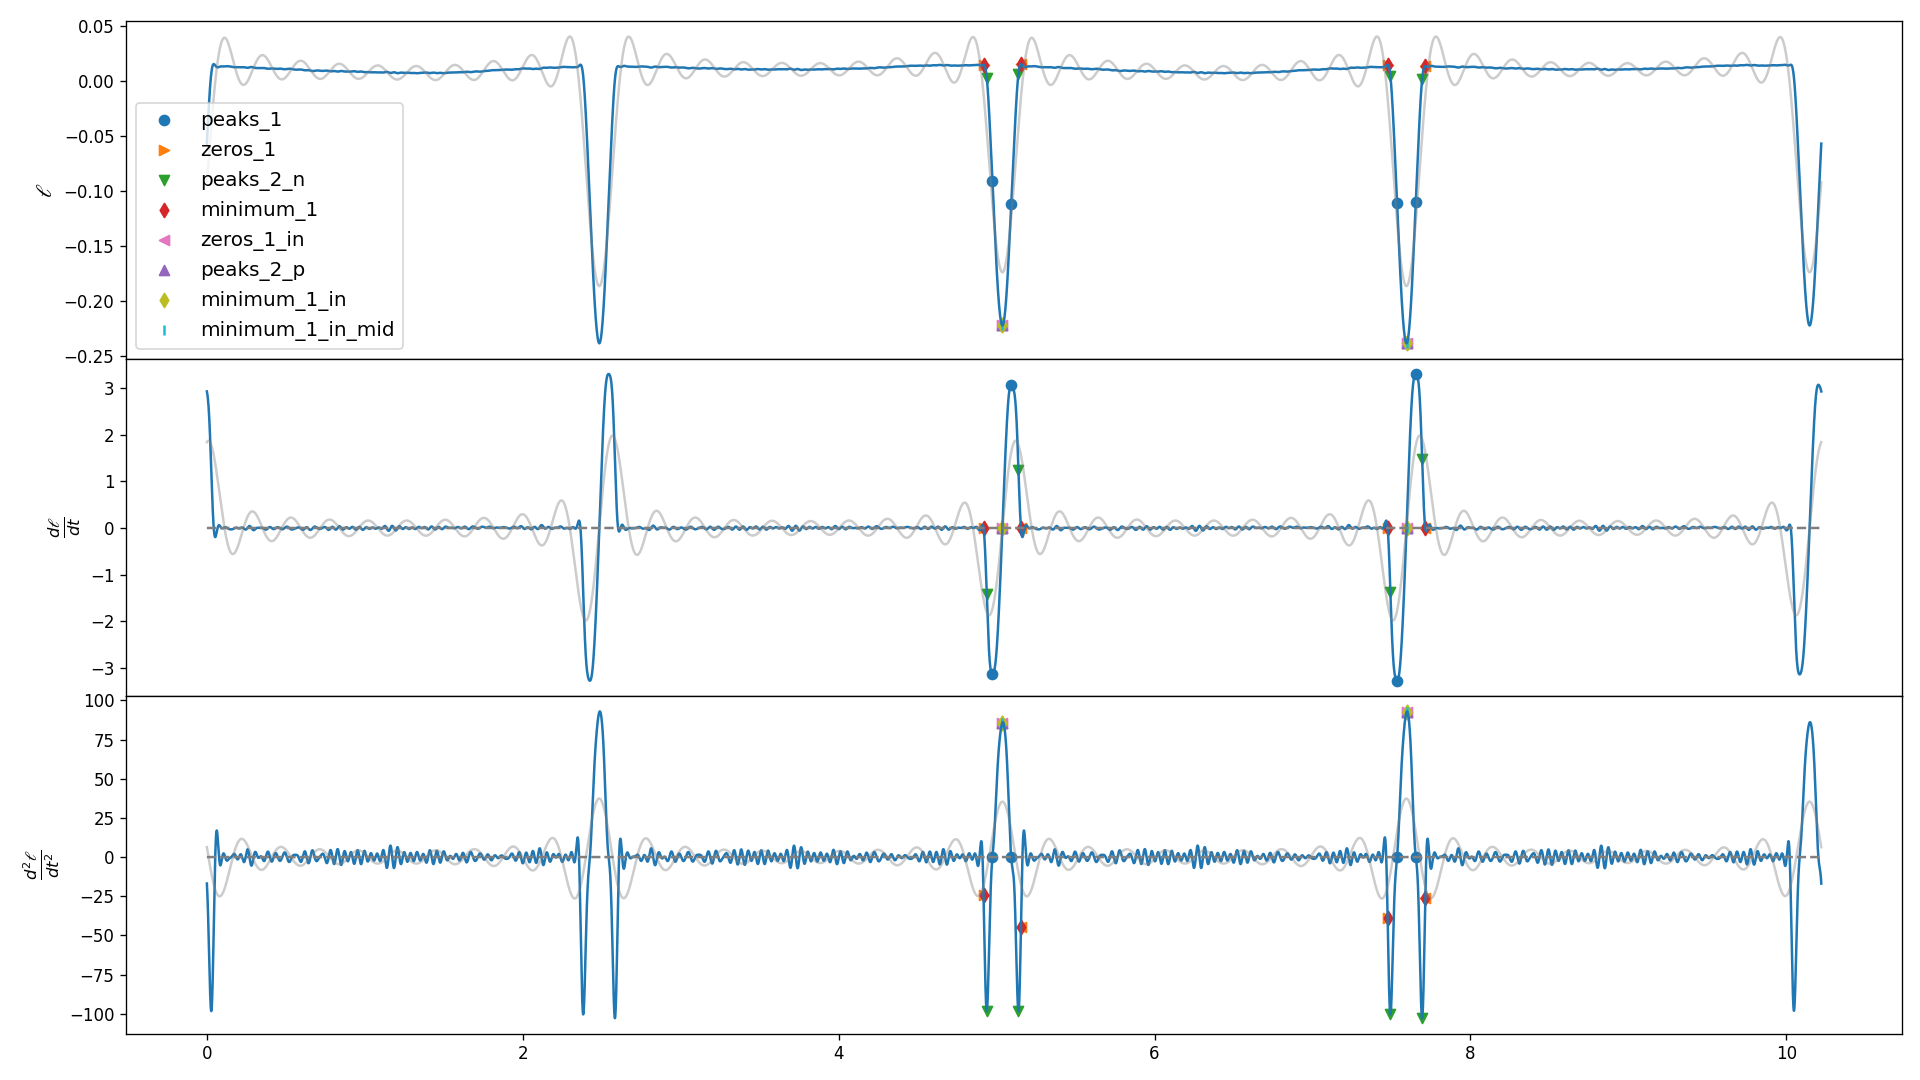 0.05
0.00
−0.05
−0.10
−0.15
−0.20
−0.25
ℓ
peaks_1
zeros_1
peaks_2_n
minimum_1
zeros_1_in
peaks_2_p
minimum_1_in
minimum_1_in_mid
3
2
1
0
−1
−2
−3
dℓ
dt
100
75
50
25
0
−25
−50
−75
−100
d²ℓ
dt²
0 2 4 6 8 10